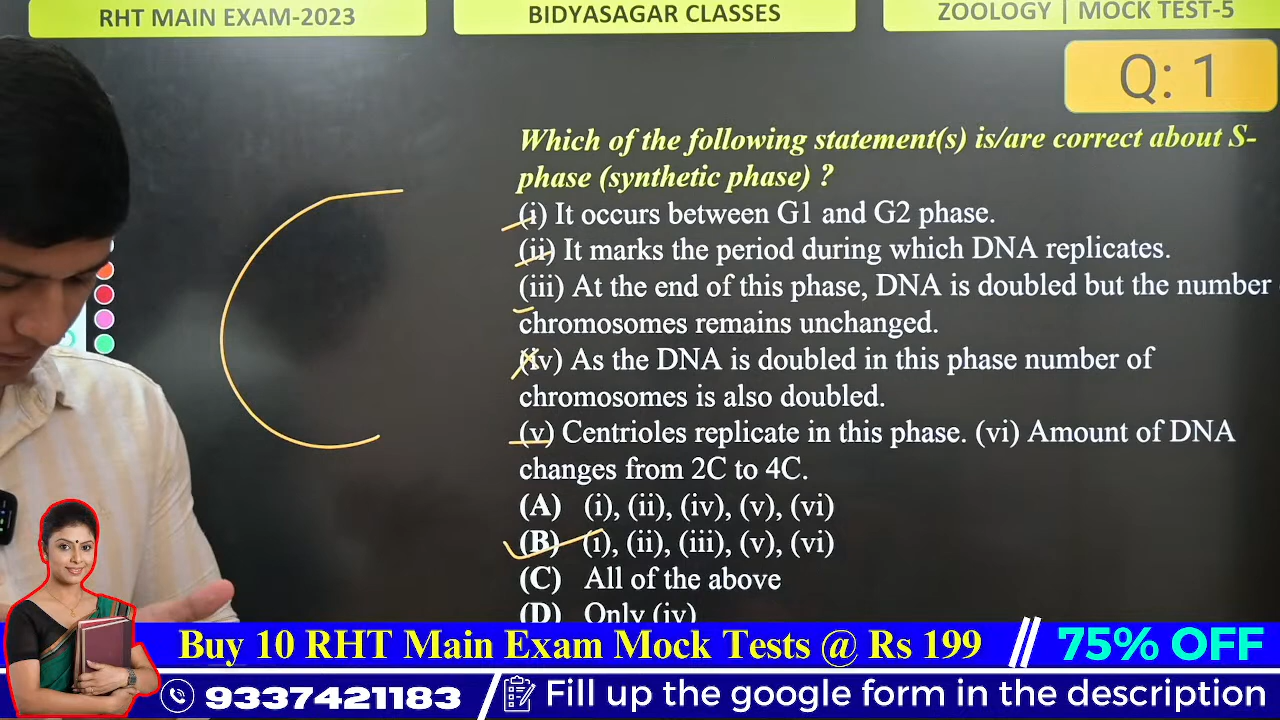 RHT MAIN EXAM-2023
BIDYASAGAR CLASSES
ZOOLOGY | MOCK TEST-5
Q: 1
Which of the following statement(s) is/are correct about S-
phase (synthetic phase) ?
(i) It occurs between G1 and G2 phase.
(ii) It marks the period during which DNA replicates.
(iii) At the end of this phase, DNA is doubled but the number
chromosomes remains unchanged.
(iv) As the DNA is doubled in this phase number of
chromosomes is also doubled.
(v) Centrioles replicate in this phase. (vi) Amount of DNA
changes from 2C to 4C.
(A) (i), (ii), (iv), (v), (vi)
(B) (i), (ii), (iii), (v), (vi)
(C) All of the above
(D) Only (iv)
Buy 10 RHT Main Exam Mock Tests @ Rs 199 // 75% OFF
9337421183 / Fill up the google form in the description